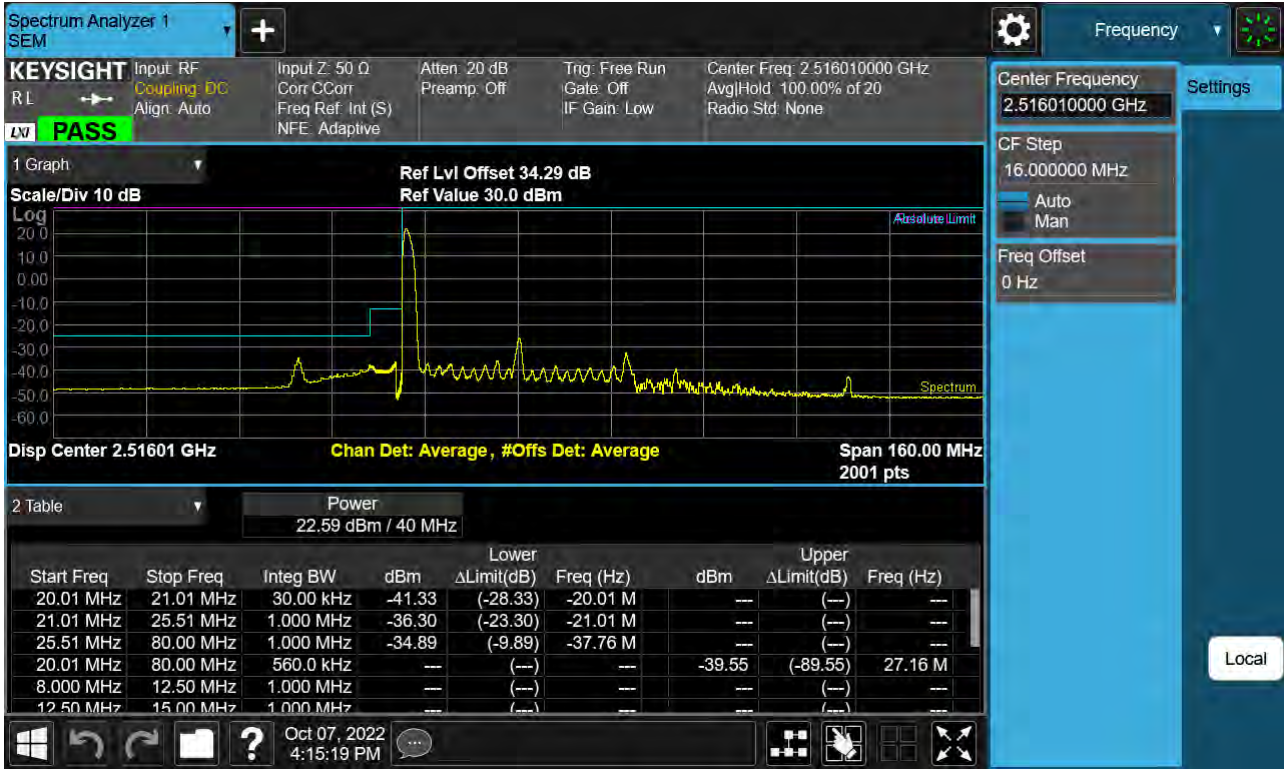 Spectrum Analyzer 1
SEM
Frequency
KEYSIGHT
R L
LXI
PASS
Input: RF
Coupling: DC
Align: Auto
Input Z: 50 Ω
Corr CCorr
Freq Ref: Int (S)
NFE: Adaptive
Atten: 20 dB
Preamp: Off
Trig: Free Run
Gate: Off
IF Gain: Low
Center Freq: 2.516010000 GHz
Avg|Hold: 100.00% of 20
Radio Std: None
Center Frequency
2.516010000 GHz
Settings
CF Step
16.000000 MHz
Auto
Man
Freq Offset
0 Hz
Local
1 Graph
Scale/Div 10 dB
Ref Lvl Offset 34.29 dB
Ref Value 30.0 dBm
Log
20.0
10.0
0.00
-10.0
-20.0
-30.0
-40.0
-50.0
-60.0
Limit
Spectrum
Disp Center 2.51601 GHz
Chan Det: Average , #Offs Det: Average
Span 160.00 MHz
2001 pts
2 Table
Power
22.59 dBm / 40 MHz
Lower Upper
Start Freq Stop Freq Integ BW dBm ΔLimit(dB) Freq (Hz) dBm ΔLimit(dB) Freq (Hz)
20.01 MHz 21.01 MHz 30.00 kHz -41.33 (-28.33) -20.01 M --- (---) ---
21.01 MHz 25.51 MHz 1.000 MHz -36.30 (-23.30) -21.01 M --- (---) ---
25.51 MHz 80.00 MHz 1.000 MHz -34.89 (-9.89) -37.76 M --- (---) ---
20.01 MHz 80.00 MHz 560.0 kHz --- (---) --- -39.55 (-89.55) 27.16 M
8.000 MHz 12.50 MHz 1.000 MHz --- (---) --- --- (---) ---
12.50 MHz 15.00 MHz 1.000 MHz --- (---) --- --- (---) ---
?
Oct 07, 2022
4:15:19 PM